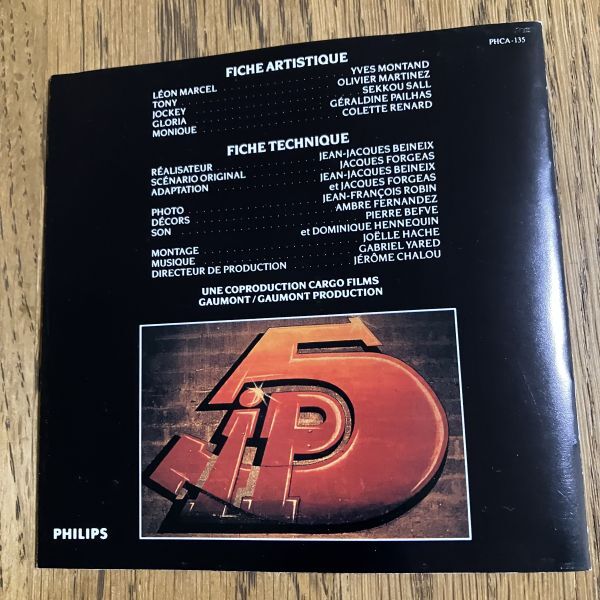 PHCA-135
FICHE ARTISTIQUE
LÉON MARCEL . . . . . . . . . . YVES MONTAND
TONY . . . . . . . . . . OLIVIER MARTINEZ
JOCKEY . . . . . . . . . . SEKKOU SALL
GLORIA . . . . . . . . . . GÉRALDINE PAILHAS
MONIQUE . . . . . . . . . . COLETTE RENARD
FICHE TECHNIQUE
RÉALISATEUR . . . . . . . . . . JEAN-JACQUES BEINEIX
SCÉNARIO ORIGINAL . . . . . . . . . . JACQUES FORGEAS
ADAPTATION . . . . . . . . . . JEAN-JACQUES BEINEIX
et JACQUES FORGEAS
PHOTO . . . . . . . . . . JEAN-FRANÇOIS ROBIN
DÉCORS . . . . . . . . . . AMBRE FERNANDEZ
SON . . . . . . . . . . PIERRE BEFVE
et DOMINIQUE HENNEQUIN
MONTAGE . . . . . . . . . . JOËLLE HACHE
MUSIQUE . . . . . . . . . . GABRIEL YARED
DIRECTEUR DE PRODUCTION . . . . . . . . . . JÉRÔME CHALOU
UNE COPRODUCTION CARGO FILMS
GAUMONT/GAUMONT PRODUCTION
IP5
PHILIPS